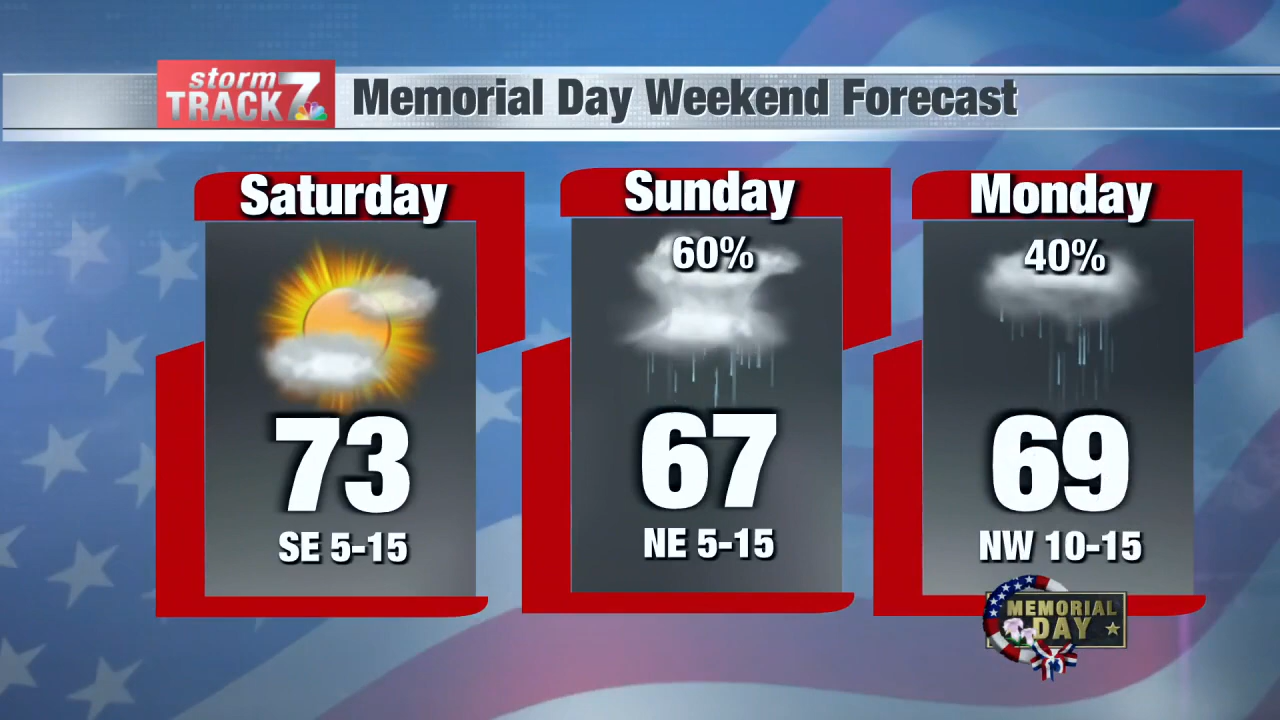 storm
TRACK 7
Memorial Day Weekend Forecast
Saturday
73
SE 5-15
Sunday
60%
67
NE 5-15
Monday
40%
69
NW 10-15
MEMORIAL
DAY